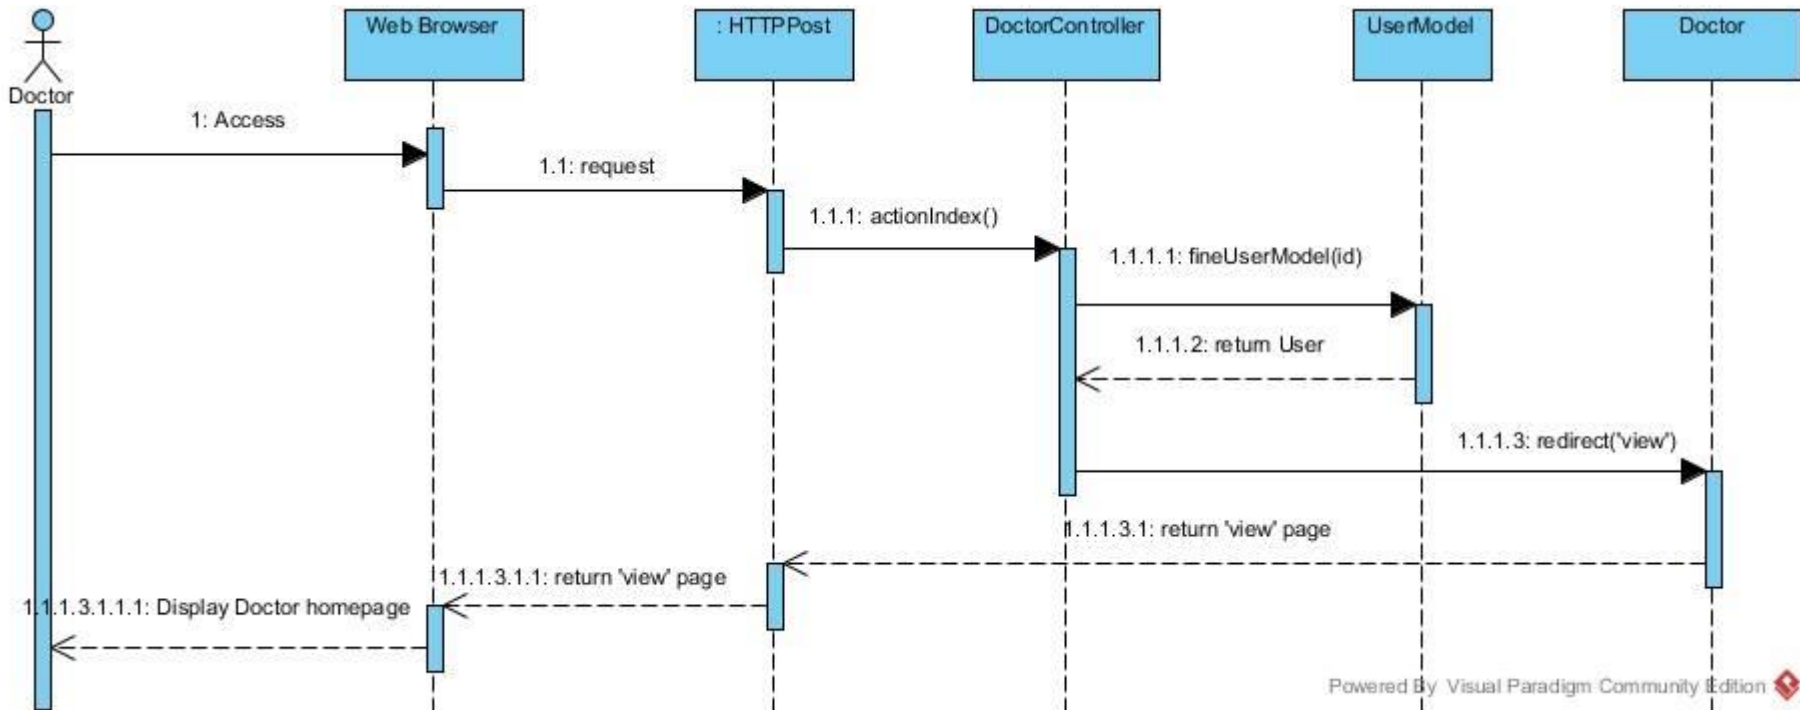 Web Browser
: HTTPPost
DoctorController
UserModel
Doctor
Doctor
1: Access
1.1: request
1.1.1: actionIndex()
1.1.1.1: fineUserModel(id)
1.1.1.2: return User
1.1.1.3: redirect('view')
1.1.1.3.1: return 'view' page
1.1.1.3.1.1: return 'view' page
1.1.1.3.1.1.1: Display Doctor homepage
Powered By Visual Paradigm Community Edition